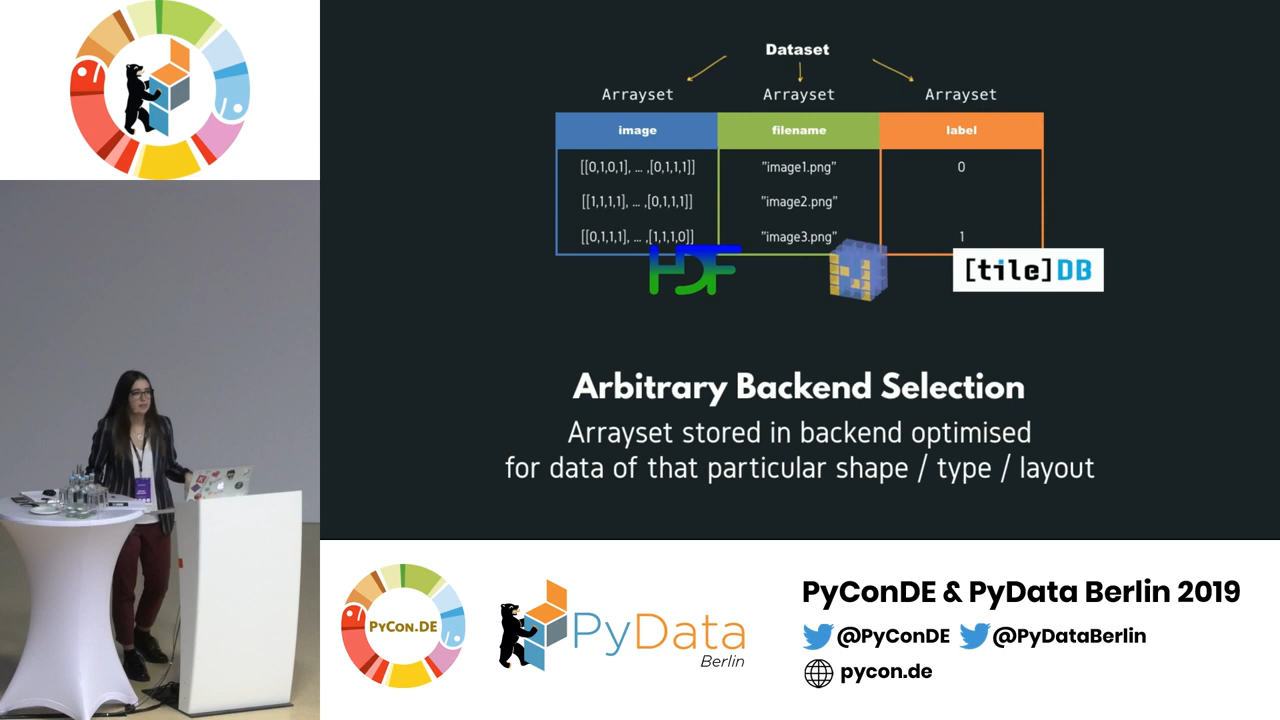 Dataset
Arrayset Arrayset Arrayset
image filename label
[[0,1,0,1], ... ,[0,1,1,1]] "image1.png" 0
[[1,1,1,1], ... ,[0,1,1,1]] "image2.png"
[[0,1,1,1], ... ,[1,1,1,0]] "image3.png" 1
HDF
[tile]DB
Arbitrary Backend Selection
Arrayset stored in backend optimised
for data of that particular shape / type / layout
PyCon.DE
PyData
Berlin
PyConDE & PyData Berlin 2019
@PyConDE @PyDataBerlin
pycon.de